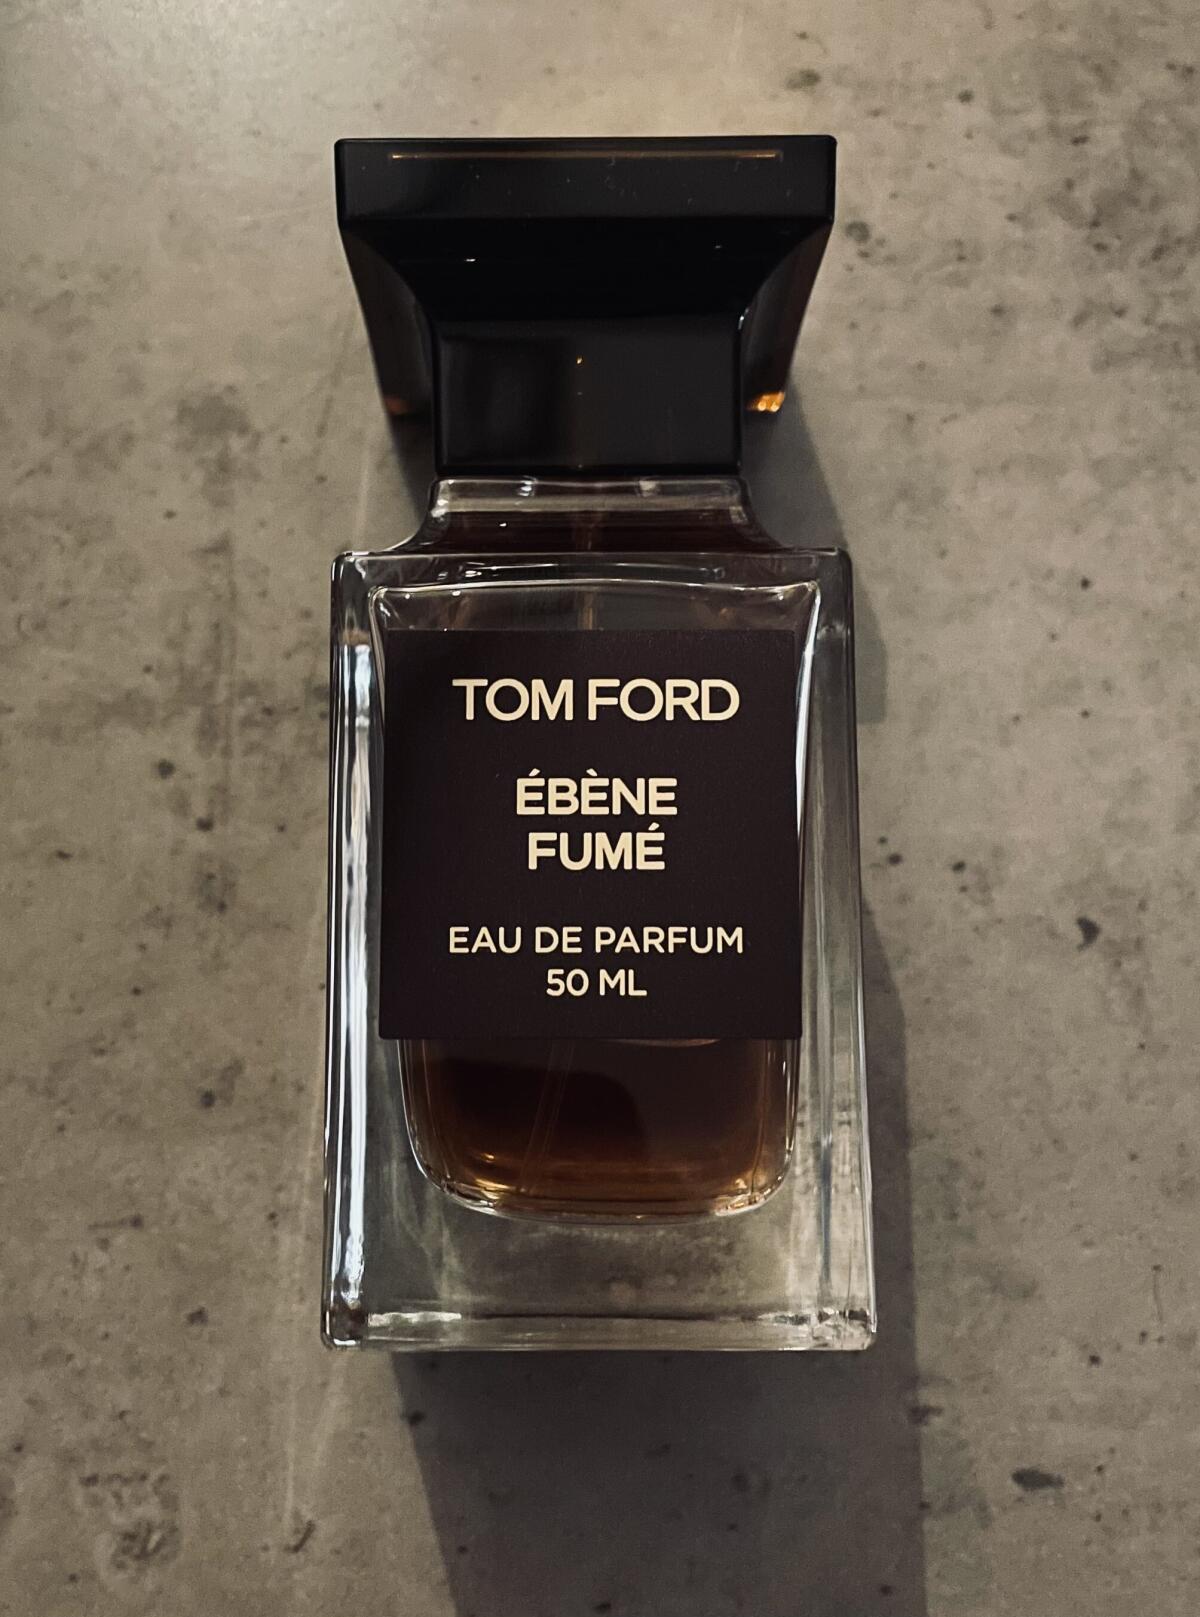 TOM FORD
ÉBÈNE
FUMÉ
EAU DE PARFUM
50 ML